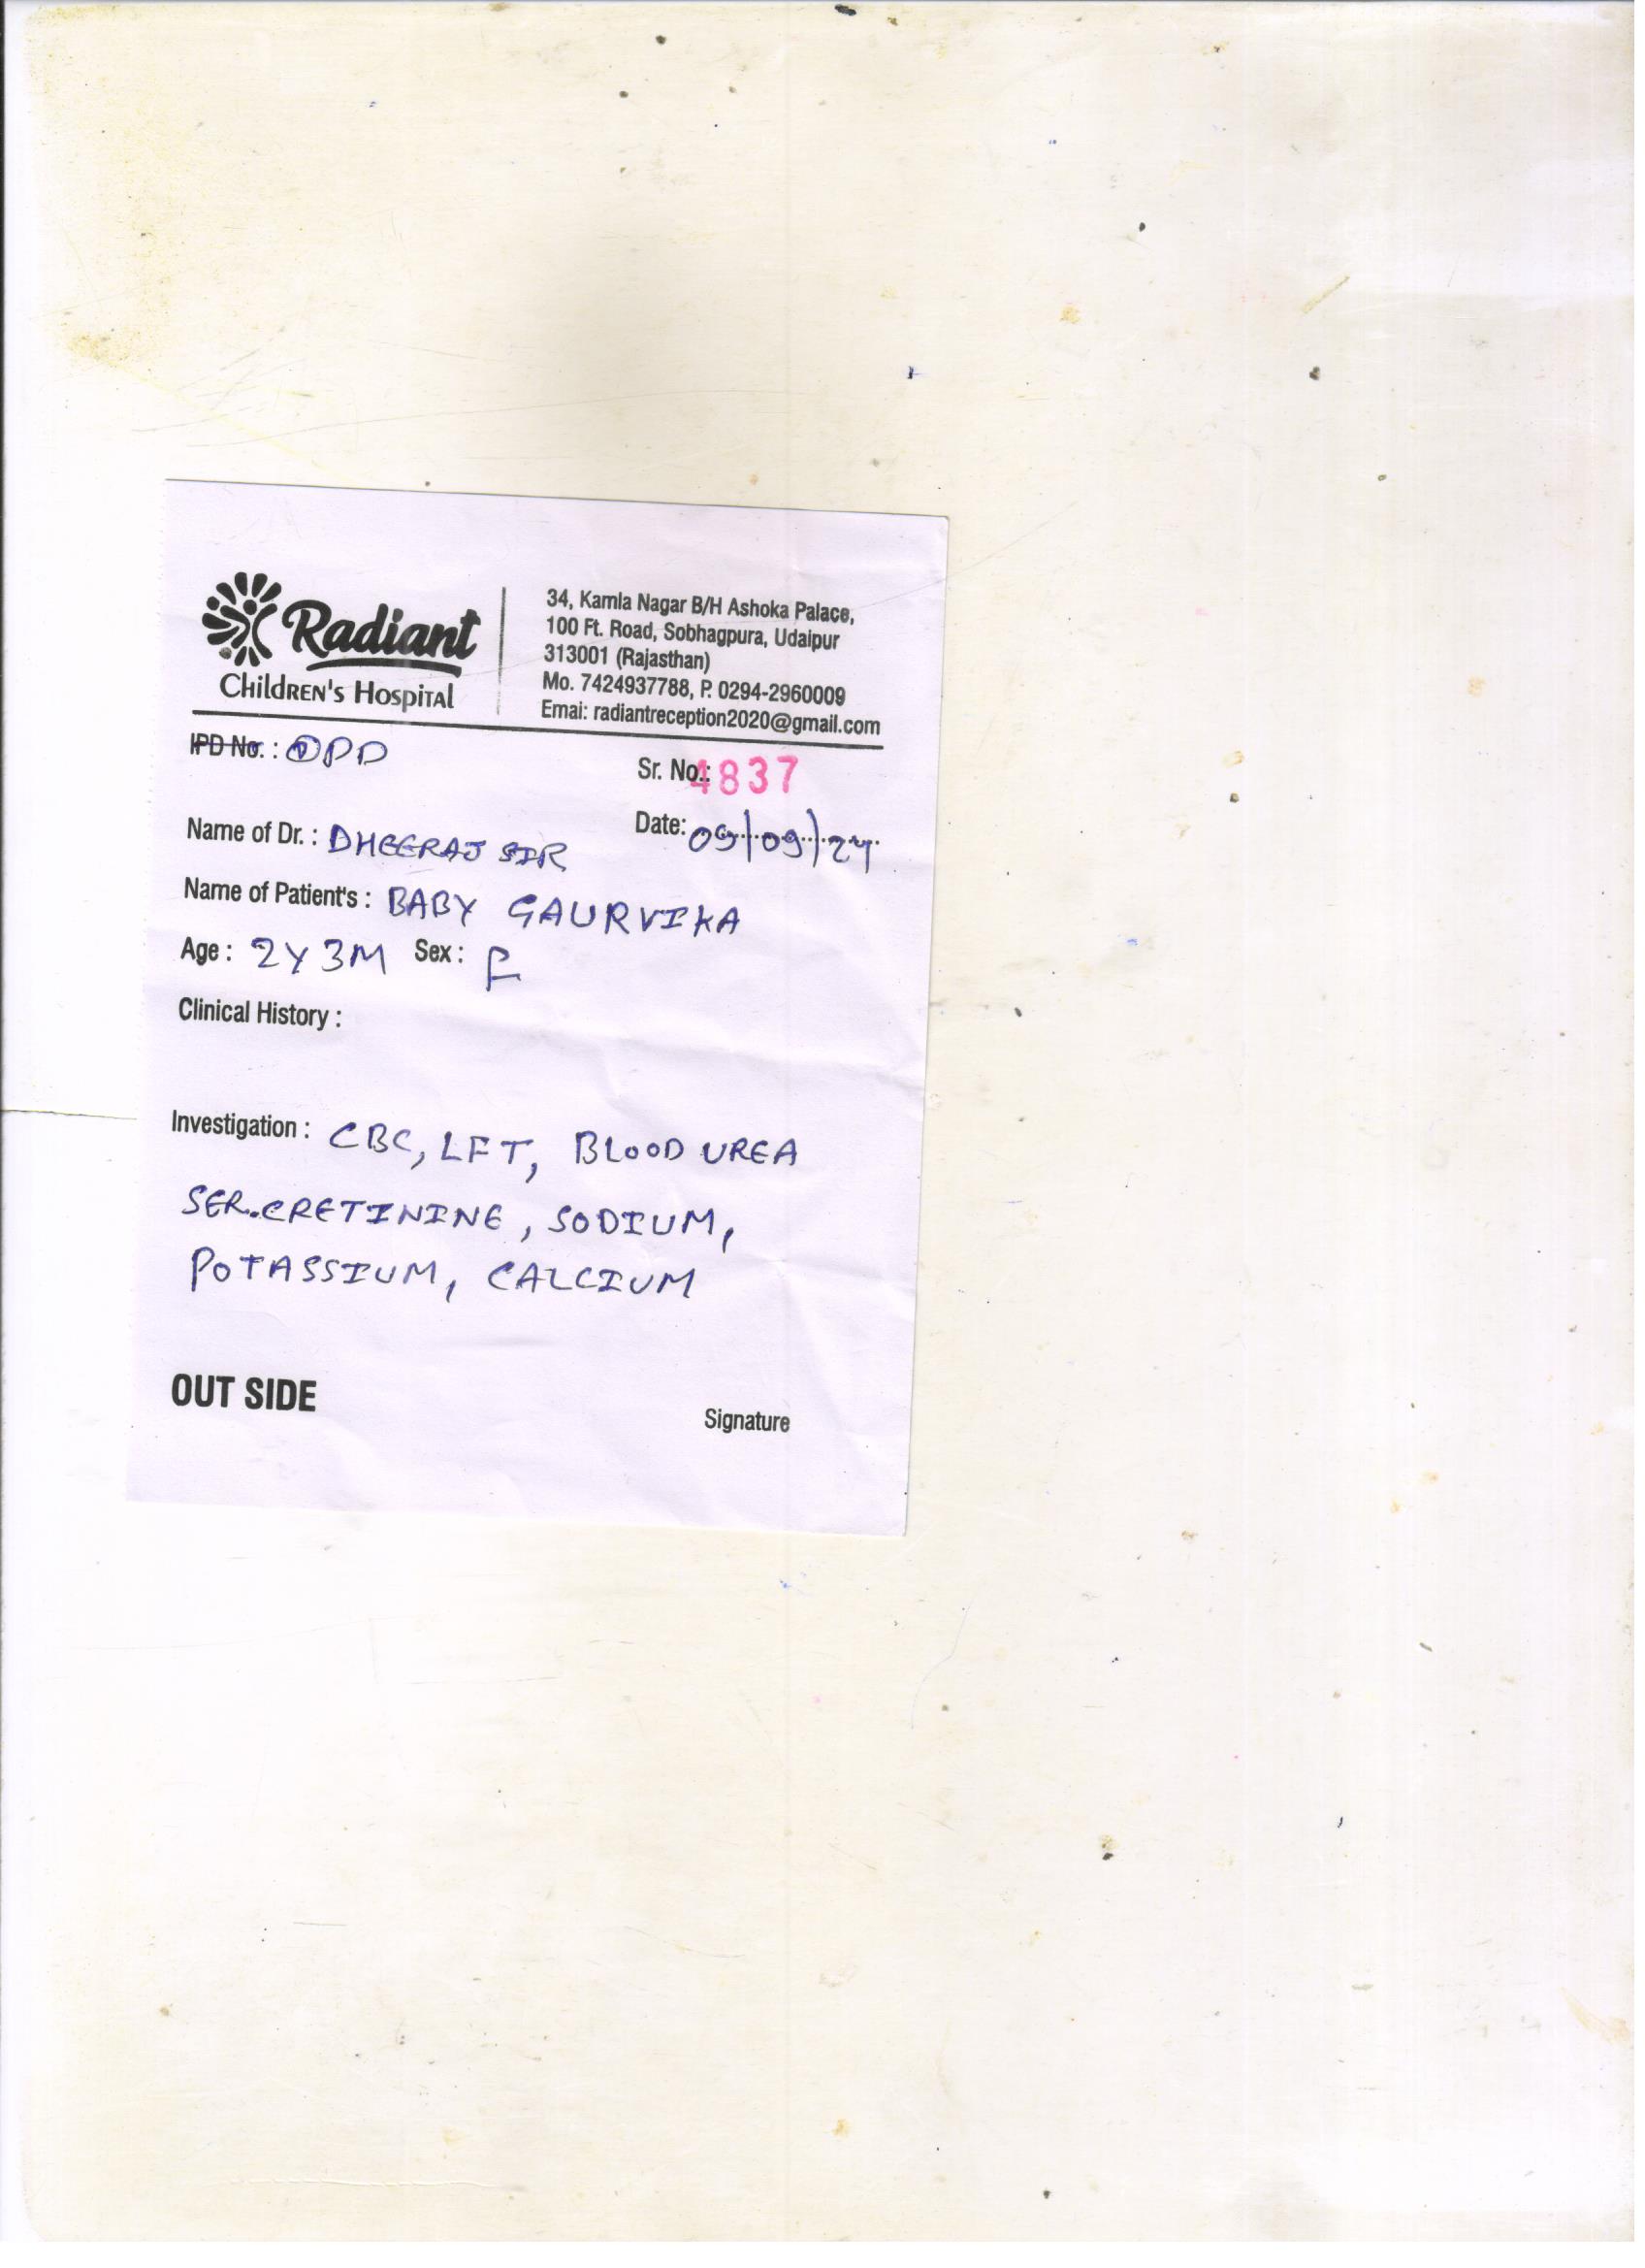 Radiant
Children's Hospital
34, Kamla Nagar B/H Ashoka Palace,
100 Ft. Road, Sobhagpura, Udaipur
313001 (Rajasthan)
Mo. 7424937788, P. 0294-2960009
Emai: radiantreception2020@gmail.com
IPD No. : OPD
Sr. No.: 4837
Name of Dr. : DHEERAJ SIR
Date: 09/09/24
Name of Patient's : BABY GAURVIKA
Age : 2Y 3M Sex : F
Clinical History :
Investigation : CBC, LFT, BLOOD UREA
SER.CRETININE, SODIUM,
POTASSIUM, CALCIUM
OUT SIDE
Signature